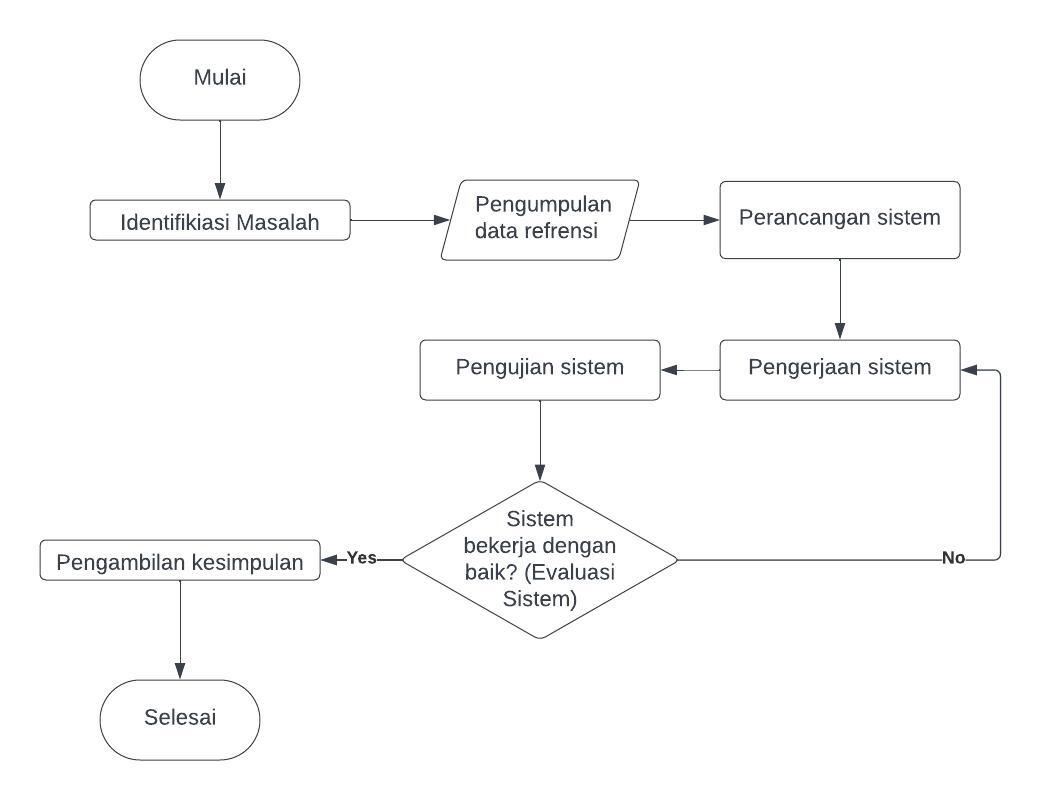 Mulai
Identifikiasi Masalah
Pengumpulan
data refrensi
Perancangan sistem
Pengerjaan sistem
Pengujian sistem
Sistem
bekerja dengan
baik? (Evaluasi
Sistem)
Yes
No
Pengambilan kesimpulan
Selesai